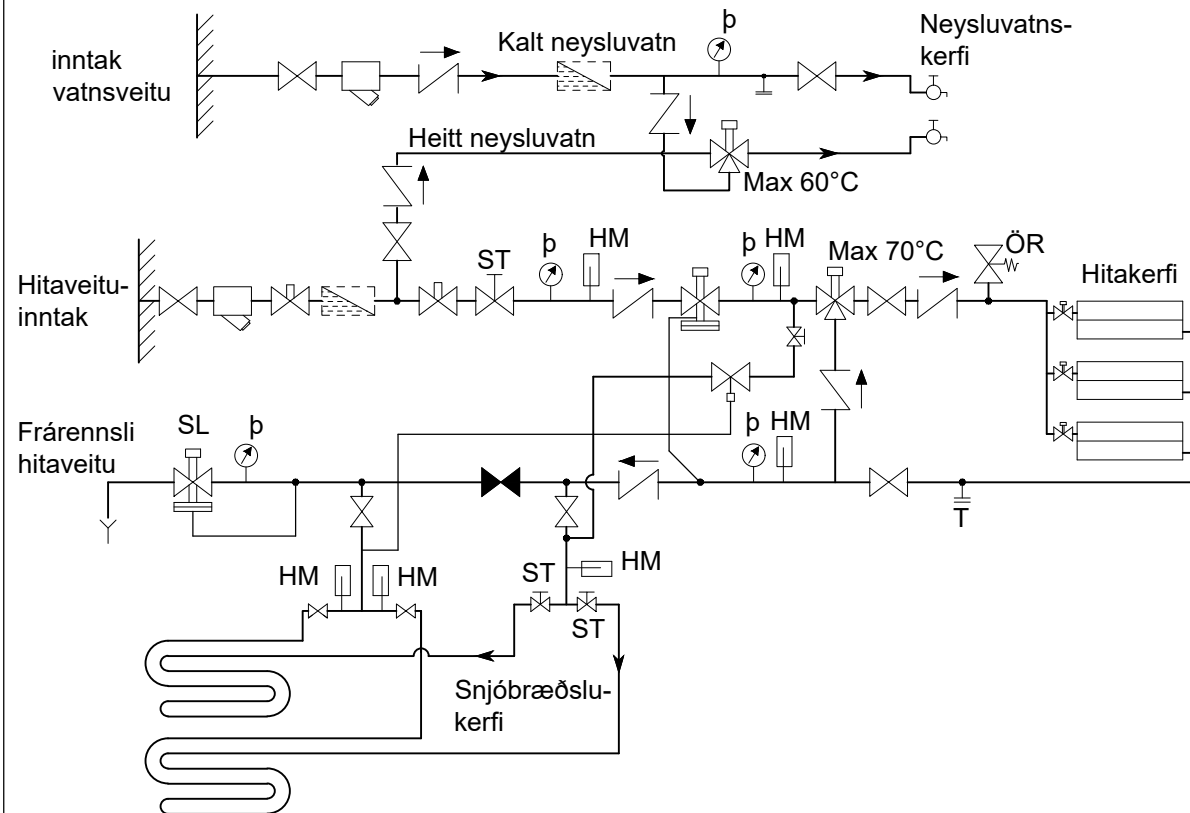 inntak
vatnsveitu
Kalt neysluvatn
þ
Neysluvatns-
kerfi
Heitt neysluvatn
Max 60°C
Hitaveitu-
inntak
ST
þ
HM
þ
HM
Max 70°C
ÖR
Hitakerfi
Frárennsli
hitaveitu
SL
þ
þ
HM
T
HM
HM
ST
HM
ST
Snjóbræðslu-
kerfi